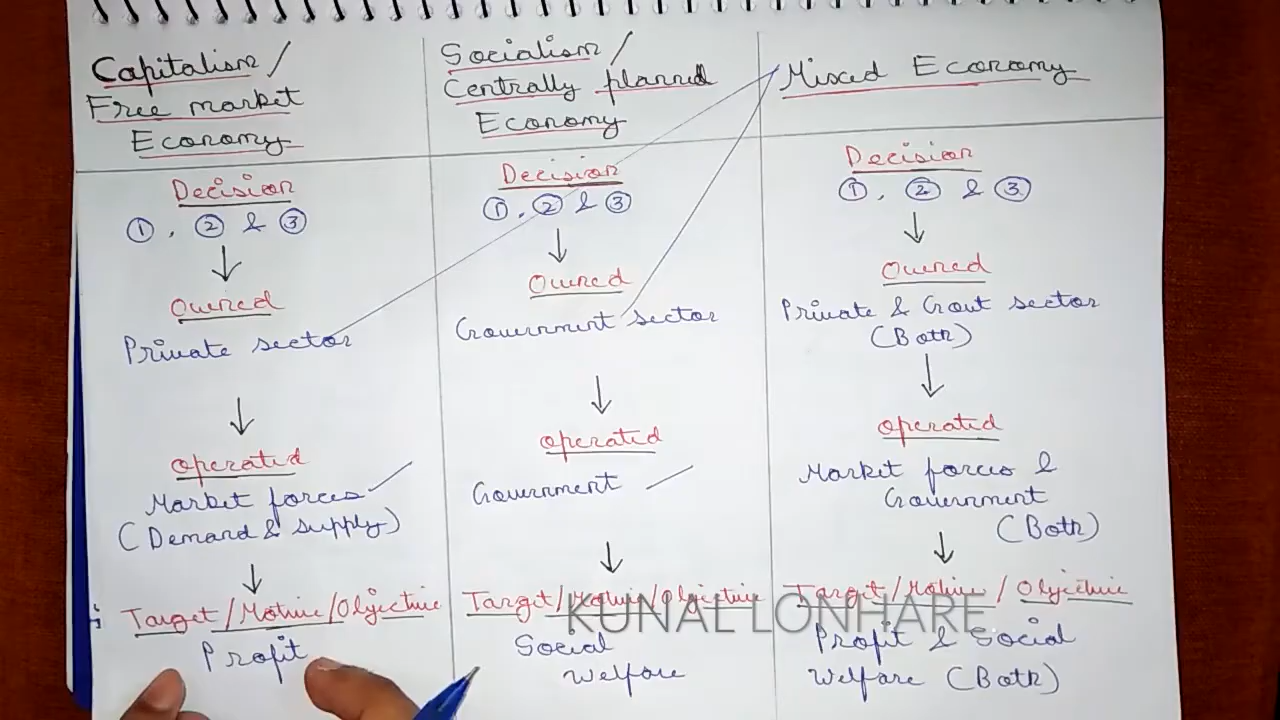 Capitalism /
Free market
Economy
Decision
①, ② & ③
Owned
Private sector
Operated
Market forces
(Demand & Supply)
Target/Motive/Objective
Profit
Socialism /
Centrally planned
Economy
Decision
①, ② & ③
Owned
Government sector
Operated
Government
Target/Motive/Objective
Social
Welfare
Mixed Economy
Decision
①, ② & ③
Owned
Private & Govt sector
(Both)
Operated
Market forces &
Government
(Both)
Target/Motive / Objective
Profit & Social
Welfare (Both)
KUNAL LONHARE